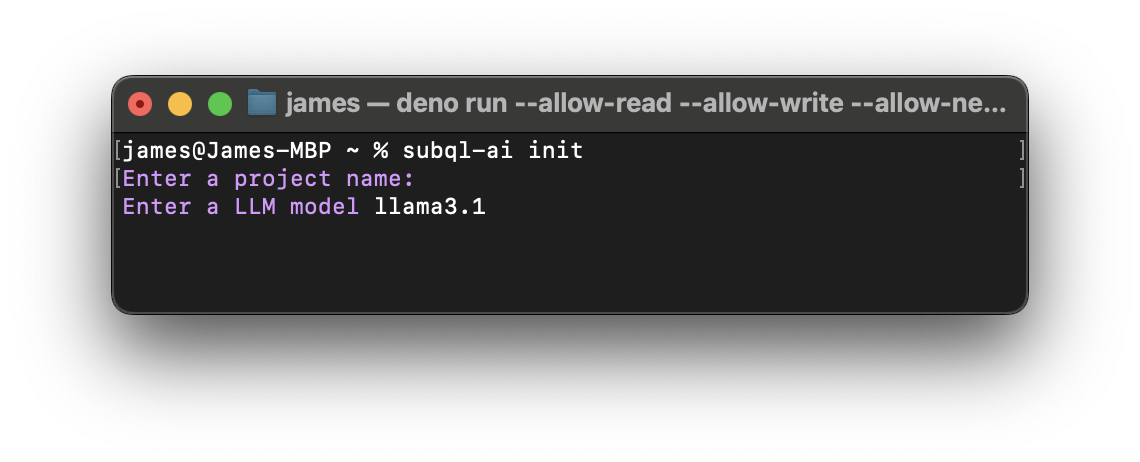 james — deno run --allow-read --allow-write --allow-ne...
[james@James-MBP ~ % subql-ai init ]
[Enter a project name: ]
Enter a LLM model llama3.1